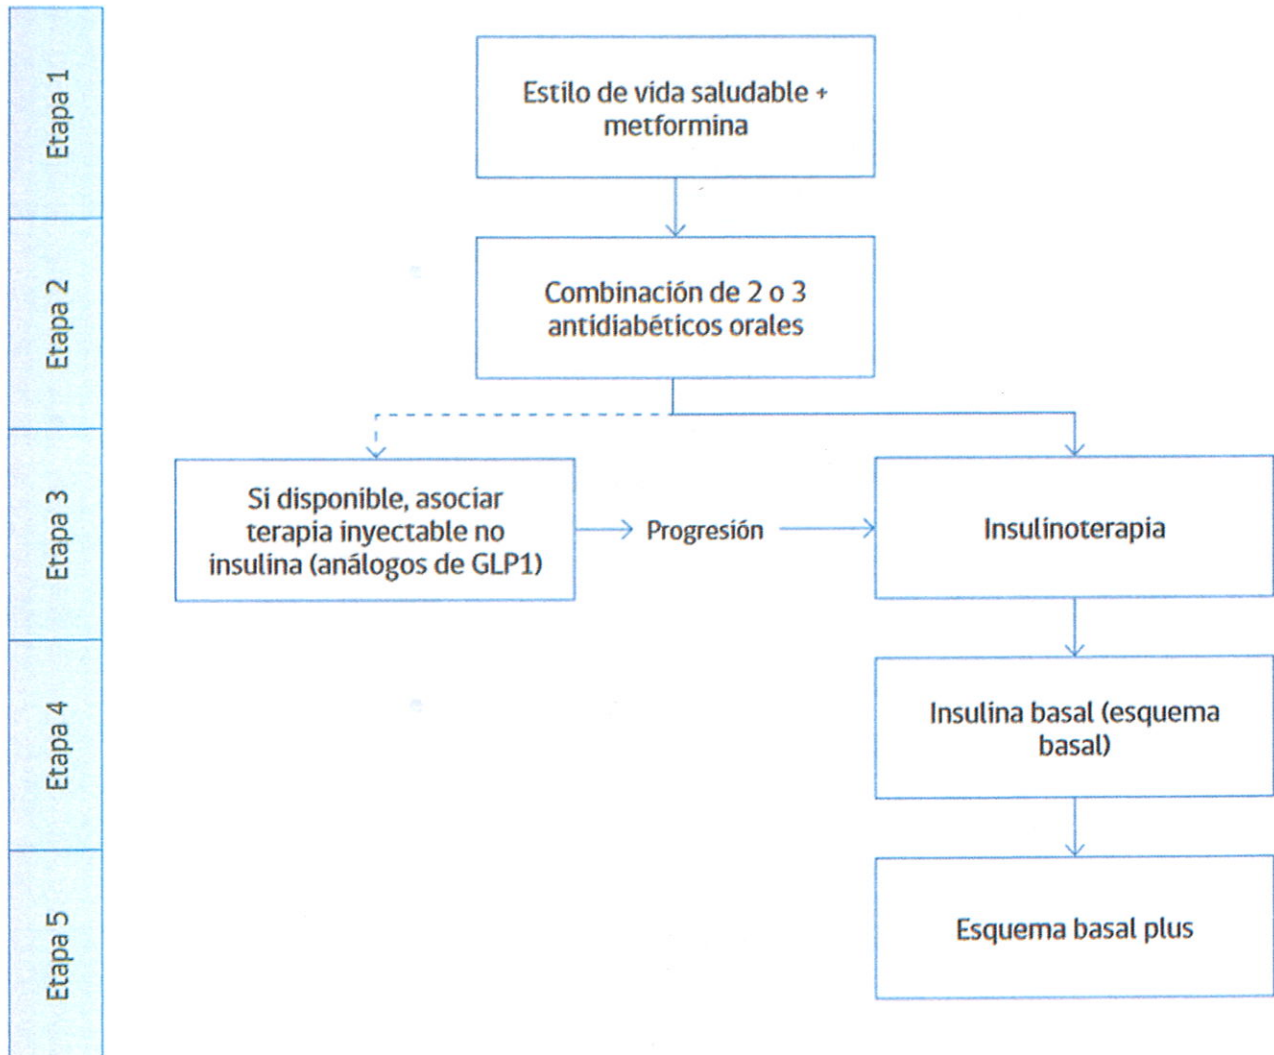 Etapa 1
Estilo de vida saludable +
metformina
Etapa 2
Combinación de 2 o 3
antidiabéticos orales
Etapa 3
Si disponible, asociar
terapia inyectable no
insulina (análogos de GLP1)
Progresión
Insulinoterapia
Etapa 4
Insulina basal (esquema
basal)
Etapa 5
Esquema basal plus